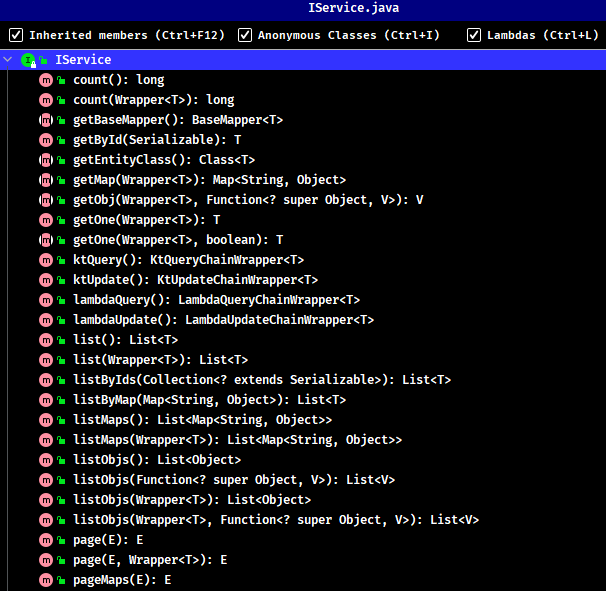 IService.java
Inherited members (Ctrl+F12) Anonymous Classes (Ctrl+I) Lambdas (Ctrl+L)
IService
count(): long
count(Wrapper<T>): long
getBaseMapper(): BaseMapper<T>
getById(Serializable): T
getEntityClass(): Class<T>
getMap(Wrapper<T>): Map<String, Object>
getObj(Wrapper<T>, Function<? super Object, V>): V
getOne(Wrapper<T>): T
getOne(Wrapper<T>, boolean): T
ktQuery(): KtQueryChainWrapper<T>
ktUpdate(): KtUpdateChainWrapper<T>
lambdaQuery(): LambdaQueryChainWrapper<T>
lambdaUpdate(): LambdaUpdateChainWrapper<T>
list(): List<T>
list(Wrapper<T>): List<T>
listByIds(Collection<? extends Serializable>): List<T>
listByMap(Map<String, Object>): List<T>
listMaps(): List<Map<String, Object>>
listMaps(Wrapper<T>): List<Map<String, Object>>
listObjs(): List<Object>
listObjs(Function<? super Object, V>): List<V>
listObjs(Wrapper<T>): List<Object>
listObjs(Wrapper<T>, Function<? super Object, V>): List<V>
page(E): E
page(E, Wrapper<T>): E
pageMaps(E): E